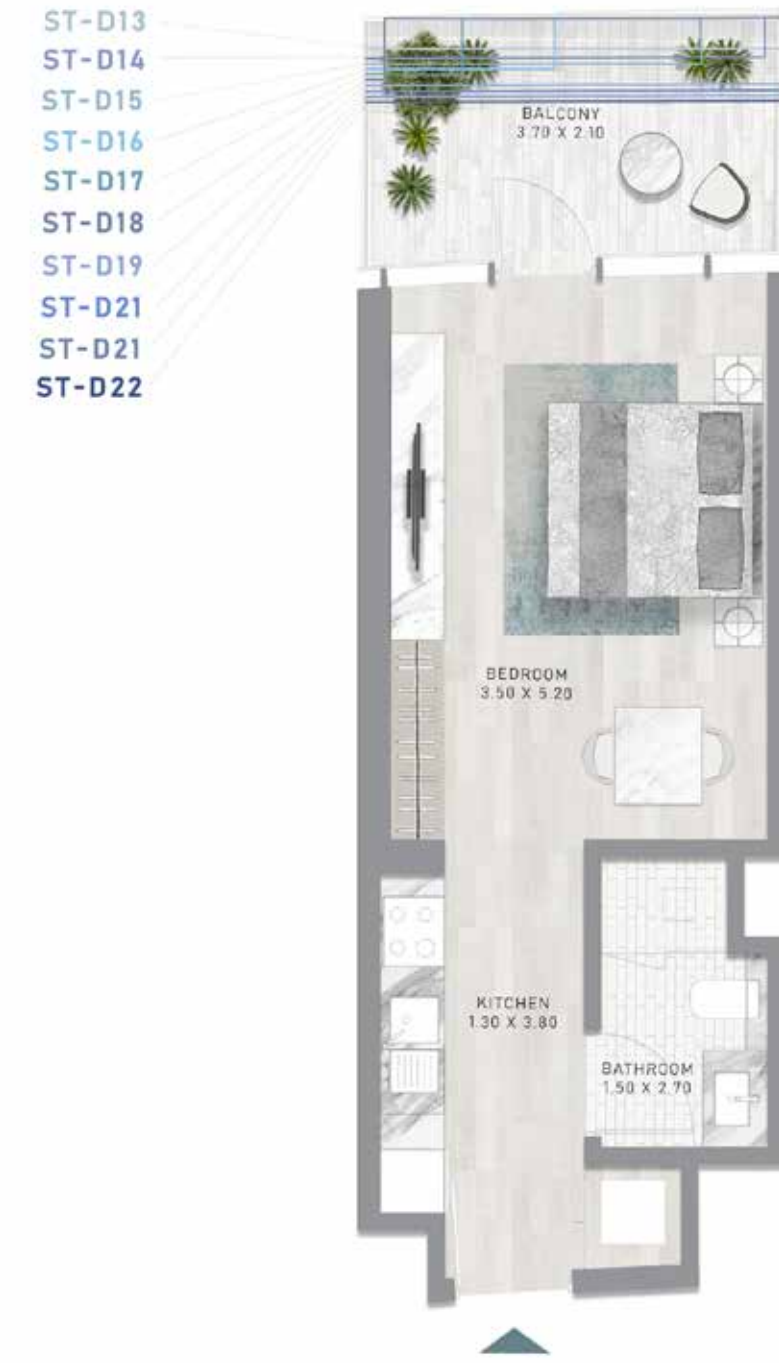 ST-D13
ST-D14
ST-D15
ST-D16
ST-D17
ST-D18
ST-D19
ST-D21
ST-D21
ST-D22
BALCONY
3.70 X 2.10
BEDROOM
3.50 X 5.20
KITCHEN
1.30 X 3.80
BATHROOM
1.50 X 2.70